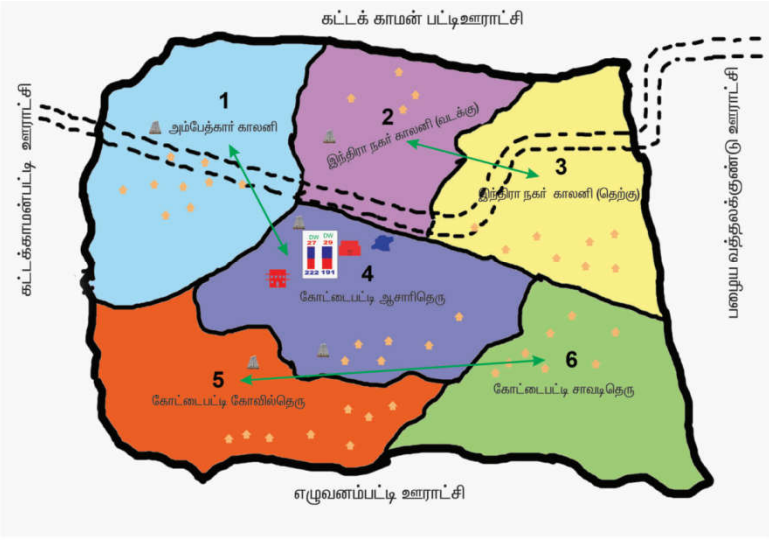 கட்டக் காமன் பட்டிஊராட்சி
கட்டக்காமன்பட்டி ஊராட்சி
பழைய வத்தலக்குண்டு ஊராட்சி
1
அம்பேத்கார் காலனி
2
இந்திரா நகர் காலனி (வடக்கு)
3
இந்திரா நகர் காலனி (தெற்கு)
DW DW
27 29
222 191
4
கோட்டைபட்டி ஆசாரிதெரு
5
கோட்டைபட்டி கோவில்தெரு
6
கோட்டைபட்டி சாவடிதெரு
எழுவனம்பட்டி ஊராட்சி